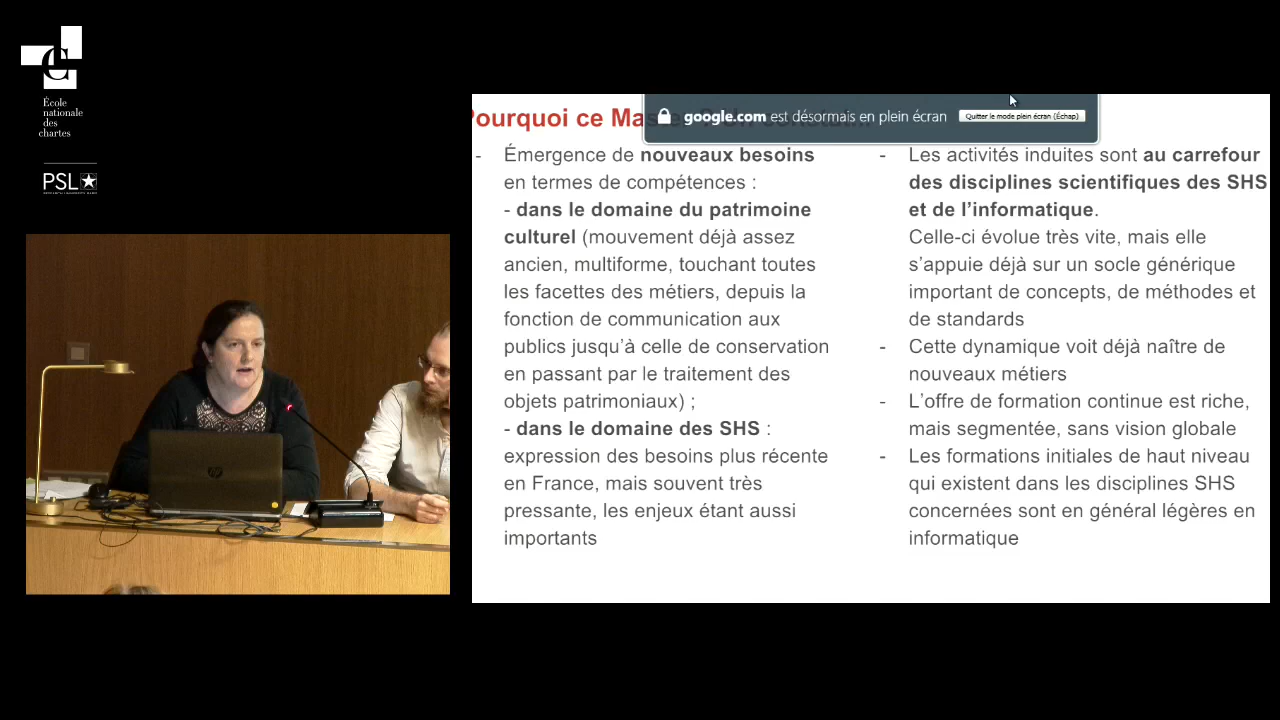 École
nationale
des
chartes
PSL
Pourquoi ce Ma
google.com est désormais en plein écran
Quitter le mode plein écran (Échap)
- Émergence de nouveaux besoins
en termes de compétences :
- dans le domaine du patrimoine
culturel (mouvement déjà assez
ancien, multiforme, touchant toutes
les facettes des métiers, depuis la
fonction de communication aux
publics jusqu’à celle de conservation
en passant par le traitement des
objets patrimoniaux) ;
- dans le domaine des SHS :
expression des besoins plus récente
en France, mais souvent très
pressante, les enjeux étant aussi
importants
- Les activités induites sont au carrefour
des disciplines scientifiques des SHS
et de l’informatique.
Celle-ci évolue très vite, mais elle
s’appuie déjà sur un socle générique
important de concepts, de méthodes et
de standards
- Cette dynamique voit déjà naître de
nouveaux métiers
- L’offre de formation continue est riche,
mais segmentée, sans vision globale
- Les formations initiales de haut niveau
qui existent dans les disciplines SHS
concernées sont en général légères en
informatique